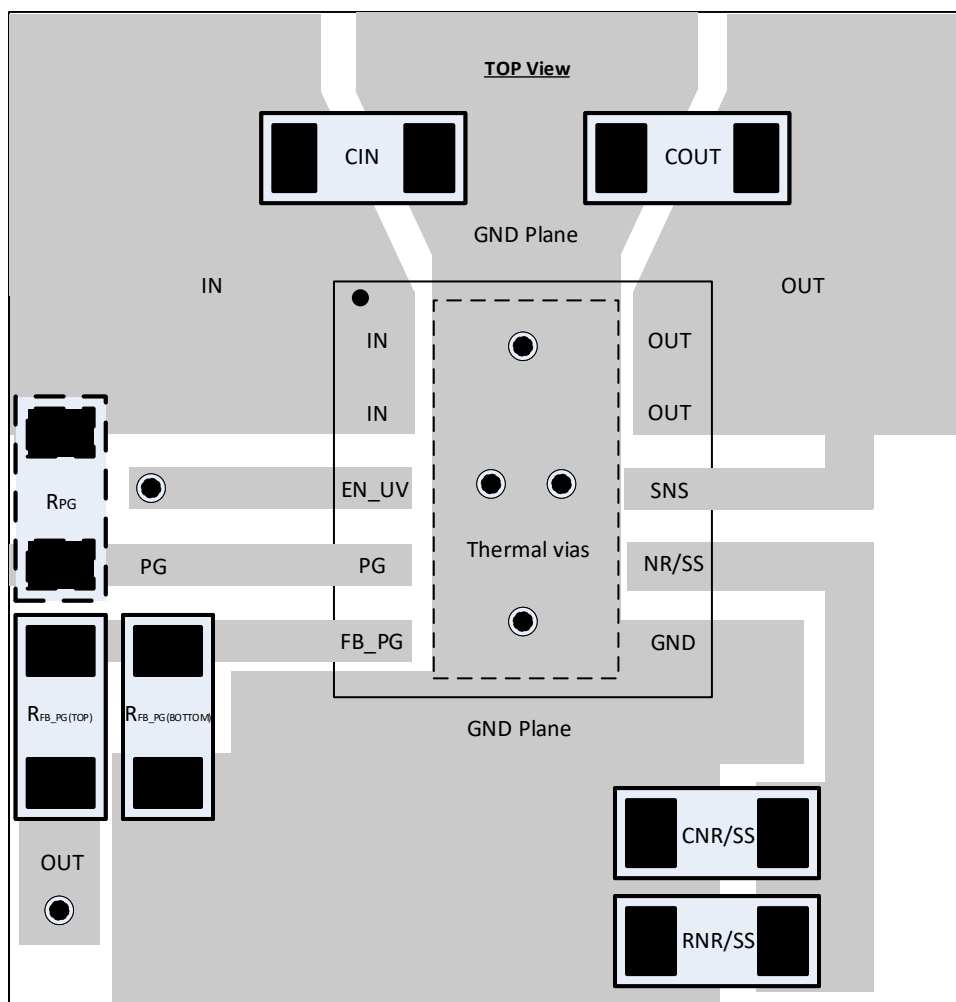 TOP View
CIN
COUT
GND Plane
IN
OUT
IN
OUT
IN
OUT
RPG
EN_UV
SNS
PG
PG
Thermal vias
NR/SS
FB_PG
GND
RFB_PG(TOP)
RFB_PG(BOTTOM)
GND Plane
CNR/SS
OUT
RNR/SS